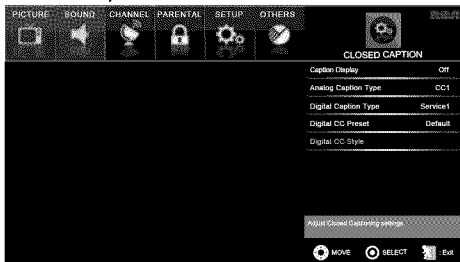 PICTURE SOUND CHANNEL PARENTAL SETUP OTHERS
CLOSED CAPTION
Caption Display Off
Analog Caption Type CC1
Digital Caption Type Service1
Digital CC Preset Default
Digital CC Style
Adjust Closed Captioning settings
MOVE SELECT : Exit